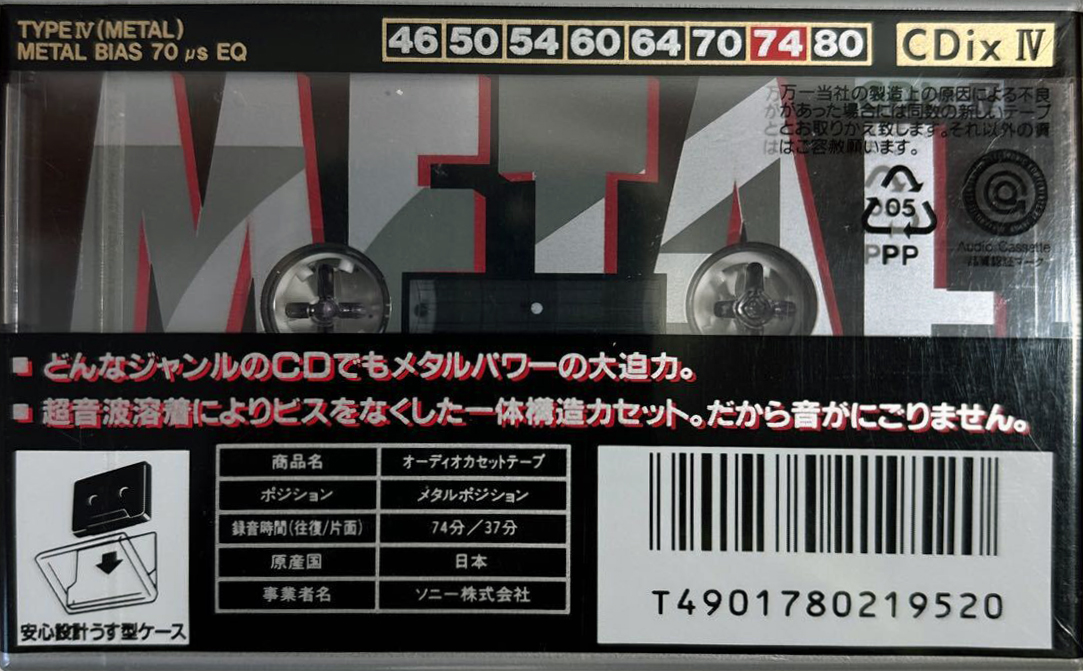 TYPE Ⅳ (METAL)
METAL BIAS 70 μs EQ
46 50 54 60 64 70 74 80
CDix Ⅳ
METAL
万一当社の製造上の原因による不良
があった場合には同数の新しいテープ
とお取りかえ致します。それ以外の責
はご容赦願います。
05
PP
Audio Cassette
■ どんなジャンルのCDでもメタルパワーの大迫力。
■ 超音波溶着によりビスをなくした一体構造カセット。だから音がにごりません。
商品名 オーディオカセットテープ
ポジション メタルポジション
録音時間(往復/片面) 74分/37分
原産国 日本
事業者名 ソニー株式会社
安心設計うす型ケース
T4901780219520